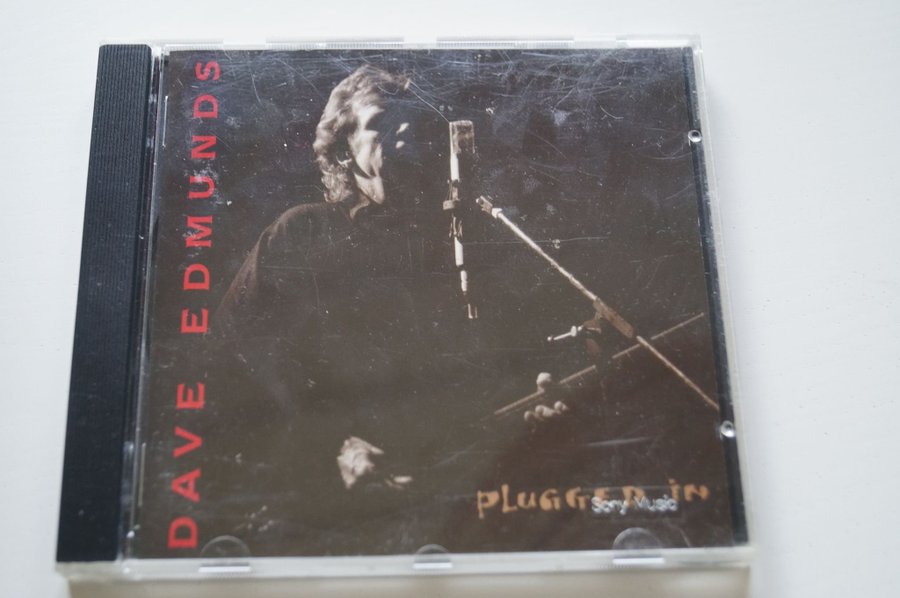 DAVE EDMUNDS
pLuGGED iN
Sony Music